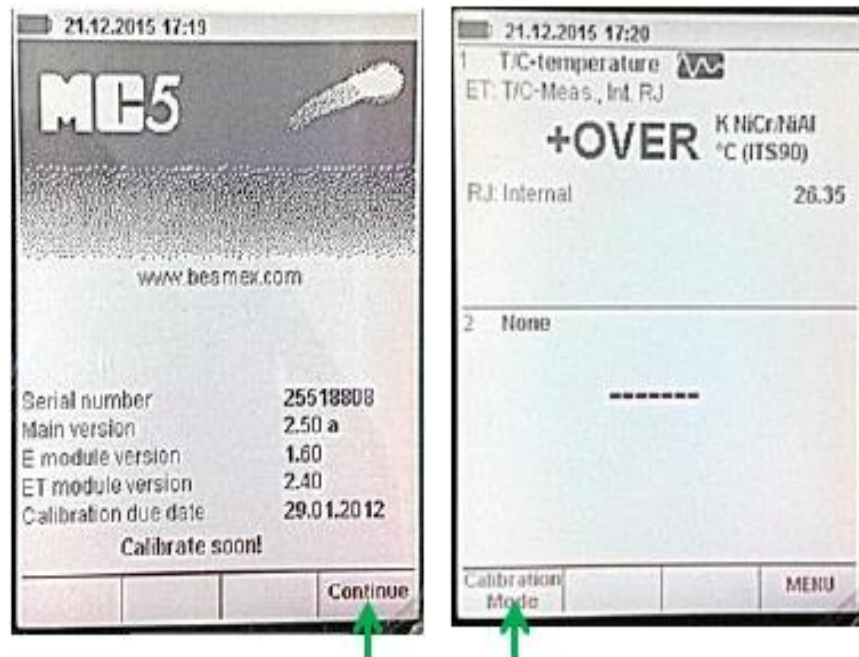 21.12.2015 17:19
MC5
www.beamex.com
Serial number 25518808
Main version 2.50 a
E module version 1.60
ET module version 2.40
Calibration due date 29.01.2012
Calibrate soon!
Continue
21.12.2015 17:20
1 T/C-temperature
ET: T/C-Meas., Int. RJ
+OVER K NiCr/NiAl
°C (ITS90)
RJ: Internal 26.35
2 None
-------
Calibration
Mode
MENU